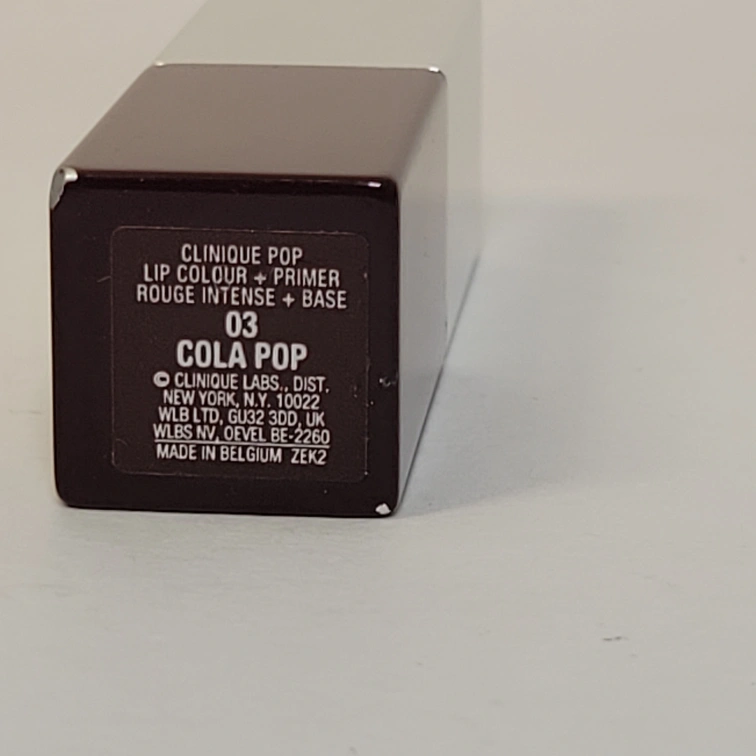 CLINIQUE POP
LIP COLOUR + PRIMER
ROUGE INTENSE + BASE
03
COLA POP
© CLINIQUE LABS., DIST.
NEW YORK, N.Y. 10022
WLB LTD, GU32 3DD, UK
WLBS NV, OEVEL BE-2260
MADE IN BELGIUM ZEK2